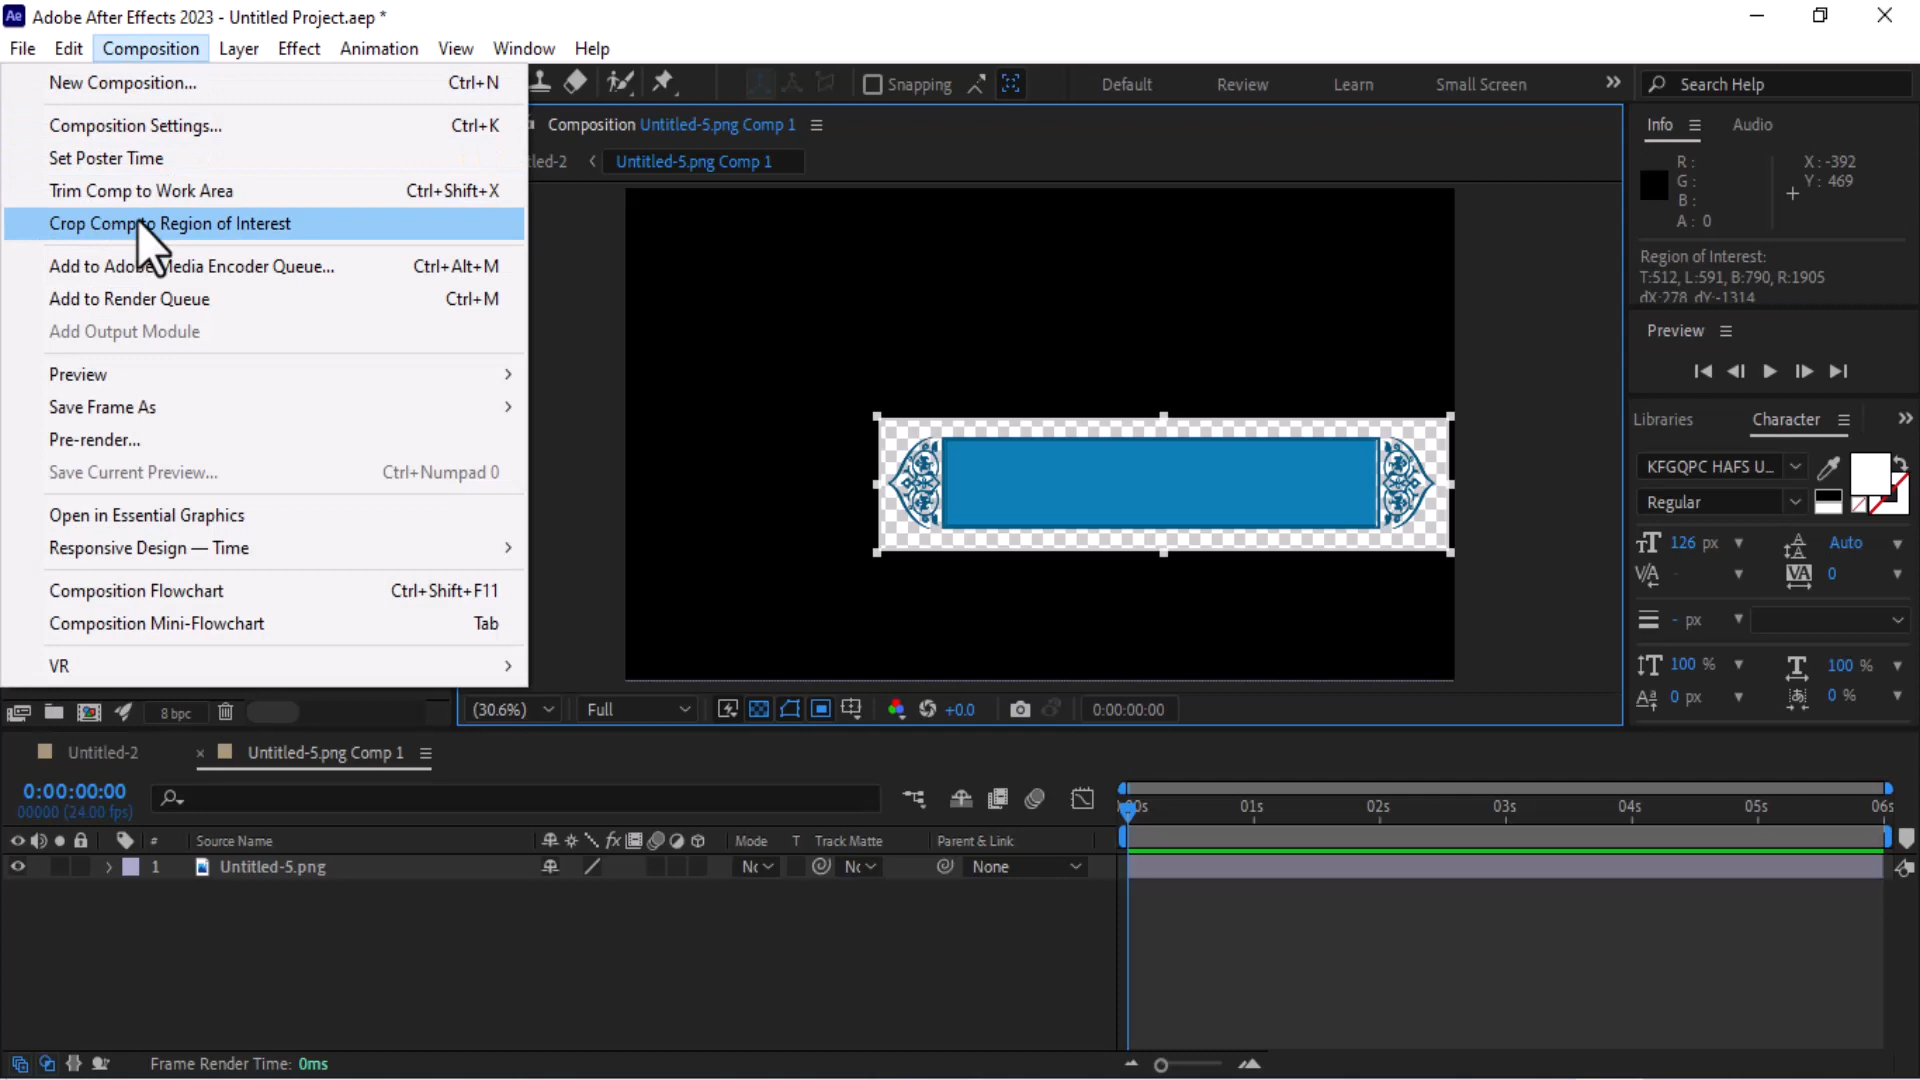 Ae Adobe After Effects 2023 - Untitled Project.aep *
File Edit Composition Layer Effect Animation View Window Help
New Composition... Ctrl+N
Composition Settings... Ctrl+K
Set Poster Time
Trim Comp to Work Area Ctrl+Shift+X
Crop Comp to Region of Interest
Add to Adobe Media Encoder Queue... Ctrl+Alt+M
Add to Render Queue Ctrl+M
Add Output Module
Preview
Save Frame As
Pre-render...
Save Current Preview... Ctrl+Numpad 0
Open in Essential Graphics
Responsive Design — Time
Composition Flowchart Ctrl+Shift+F11
Composition Mini-Flowchart Tab
VR
Snapping Default Review Learn Small Screen Search Help
Composition Untitled-5.png Comp 1
led-2 Untitled-5.png Comp 1
Info Audio
R:
G:
B:
A: 0
X: -392
Y: 469
Region of Interest:
T:512, L:591, B:790, R:1905
dX:278, dY:-1314
Preview
Libraries Character
KFGQPC HAFS U...
Regular
126 px Auto
- 0
- px
100 % 100 %
0 px 0 %
8 bpc (30.6%) Full +0.0 0:00:00:00
Untitled-2 × Untitled-5.png Comp 1
0:00:00:00
00000 (24.00 fps)
00s 01s 02s 03s 04s 05s 06s
# Source Name fx Mode T Track Matte Parent & Link
1 Untitled-5.png Nc Nc None
Frame Render Time: 0ms